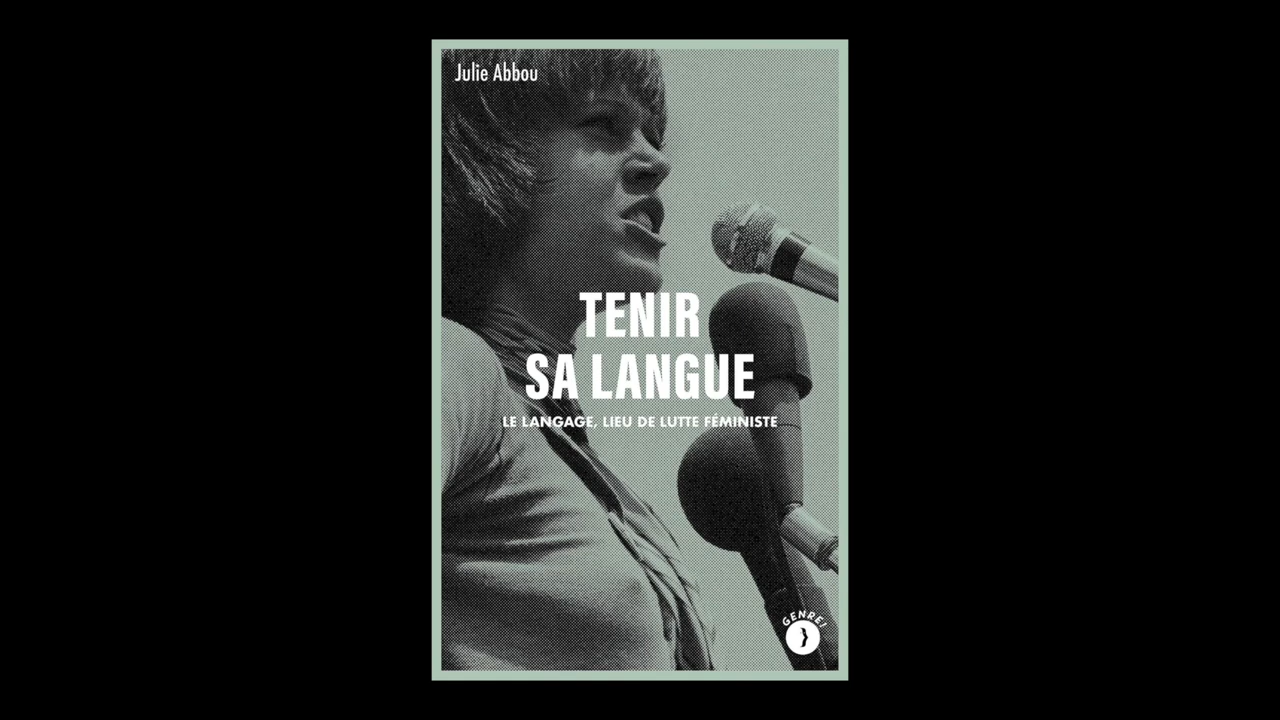 Julie Abbou
TENIR
SA LANGUE
LE LANGAGE, LIEU DE LUTTE FÉMINISTE
GENRE!